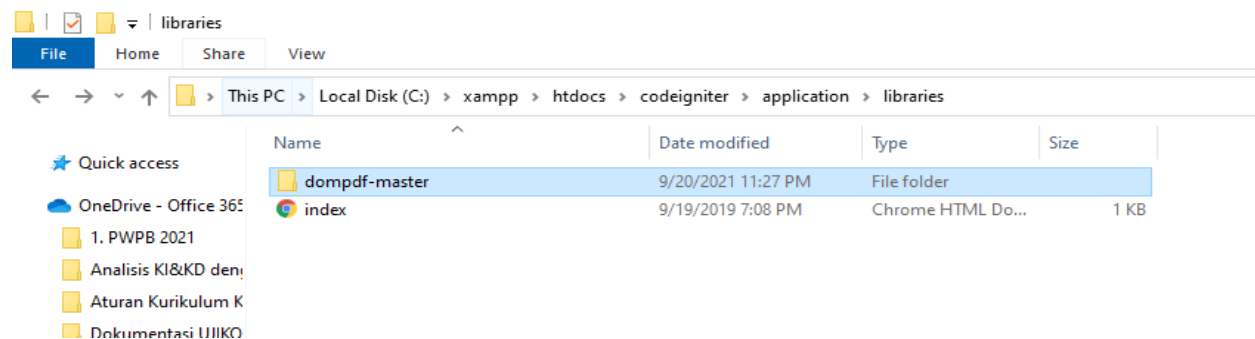 libraries
File Home Share View
This PC > Local Disk (C:) > xampp > htdocs > codeigniter > application > libraries
Name Date modified Type Size
Quick access
dompdf-master 9/20/2021 11:27 PM File folder
OneDrive - Office 365
index 9/19/2019 7:08 PM Chrome HTML Do... 1 KB
1. PWPB 2021
Analisis KI&KD deng
Aturan Kurikulum K
Dokumentasi UJIKO